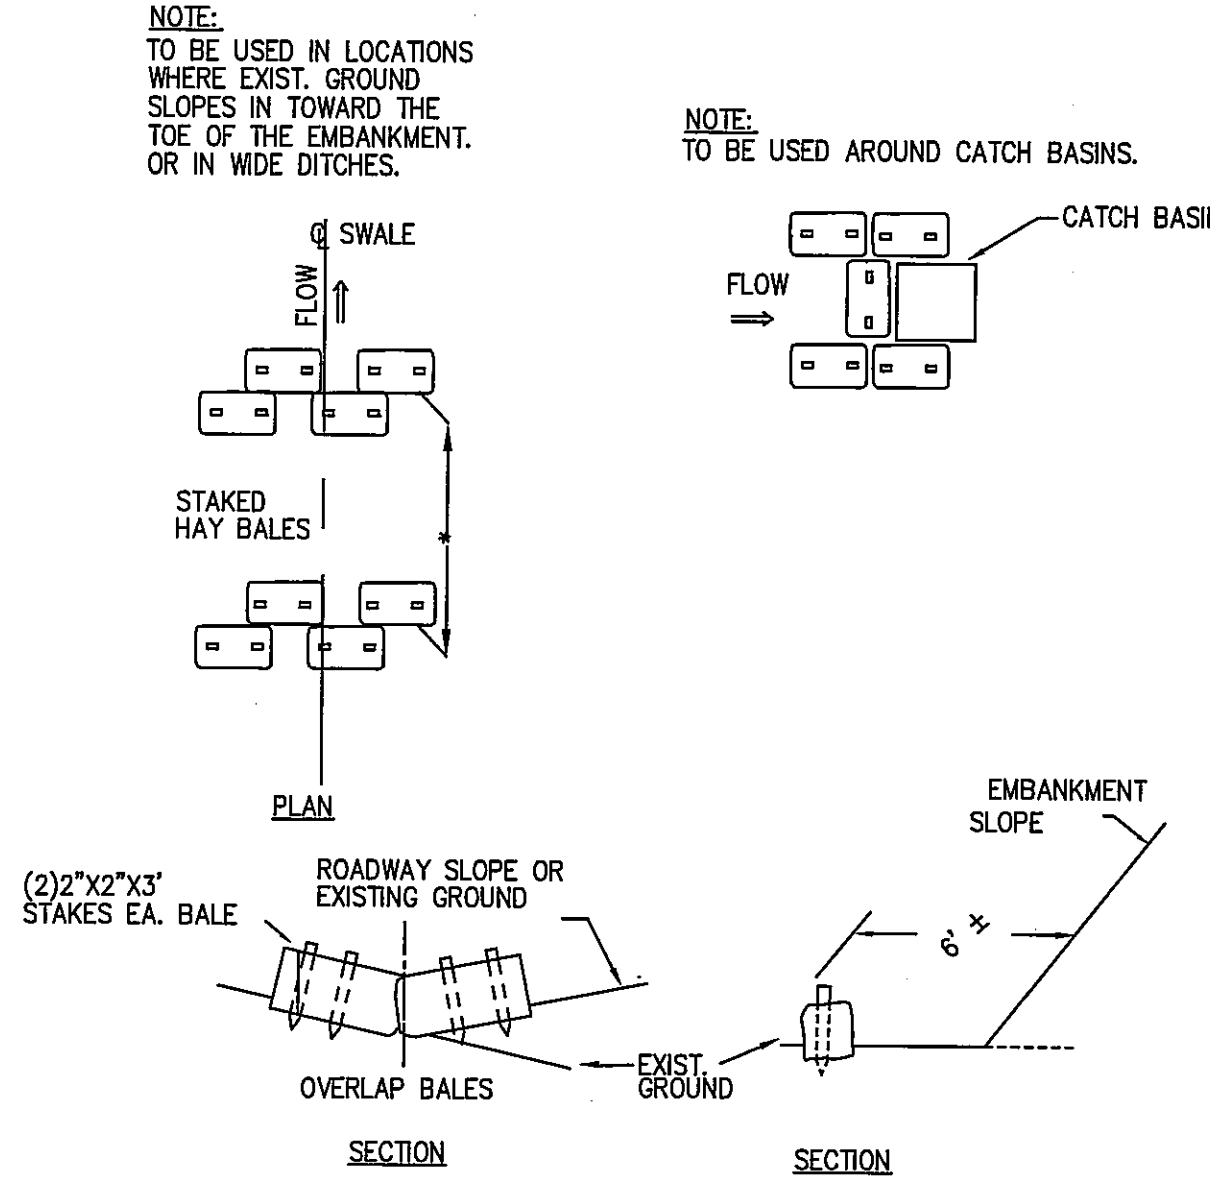 NOTE:
TO BE USED IN LOCATIONS
WHERE EXIST. GROUND
SLOPES IN TOWARD THE
TOE OF THE EMBANKMENT.
OR IN WIDE DITCHES.
NOTE:
TO BE USED AROUND CATCH BASINS.
℄ SWALE
FLOW
CATCH BASI
FLOW
STAKED
HAY BALES
*
PLAN
EMBANKMENT
SLOPE
(2)2"X2"X3'
STAKES EA. BALE
ROADWAY SLOPE OR
EXISTING GROUND
6' ±
OVERLAP BALES
EXIST.
GROUND
SECTION
SECTION